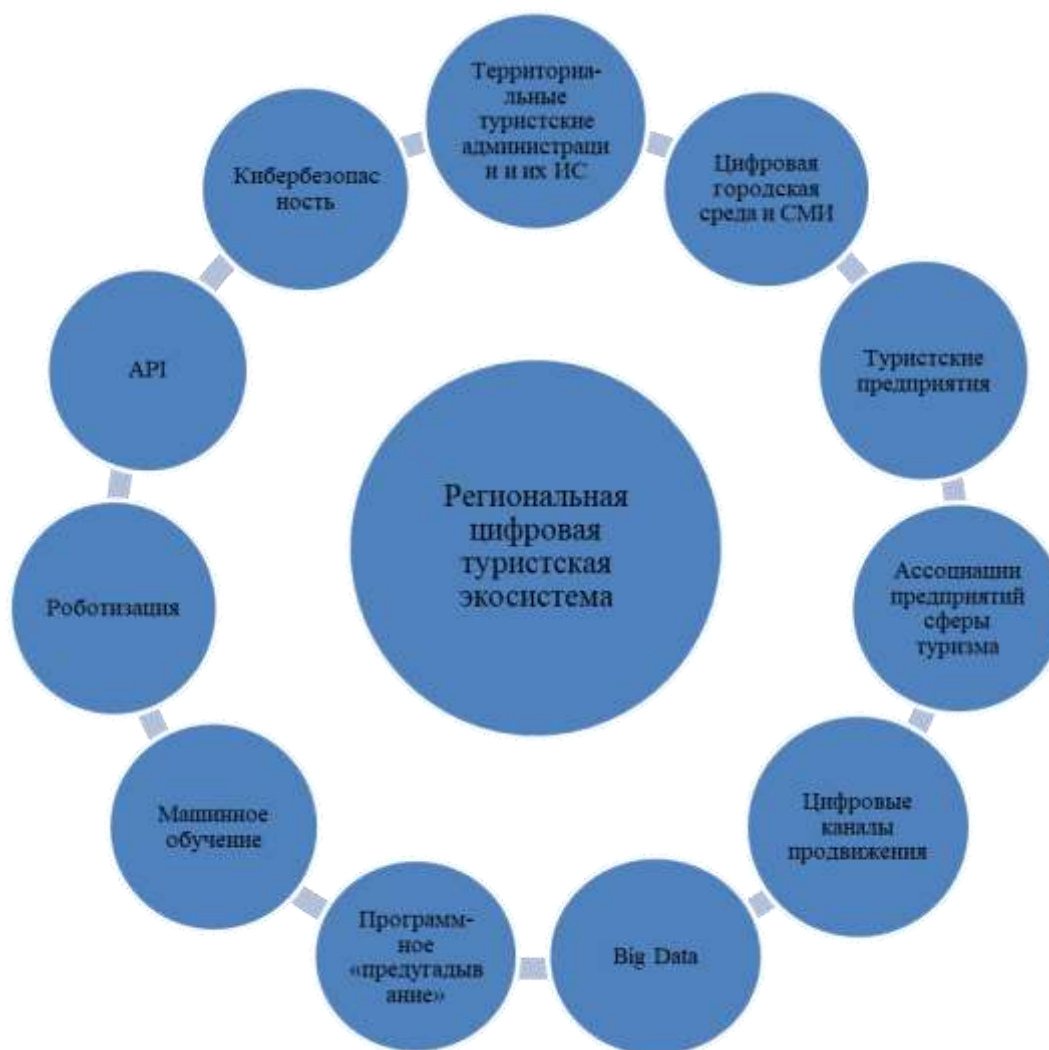 Территориа-
льные
туристские
администраци
и и их ИС
Цифровая
городская
среда и СМИ
Туристские
предприятия
Ассоциации
предприятий
сферы
туризма
Цифровые
каналы
продвижения
Big Data
Программ-
ное
«предугадыв
ание»
Машинное
обучение
Роботизация
API
Кибербезопас
ность
Региональная
цифровая
туристская
экосистема